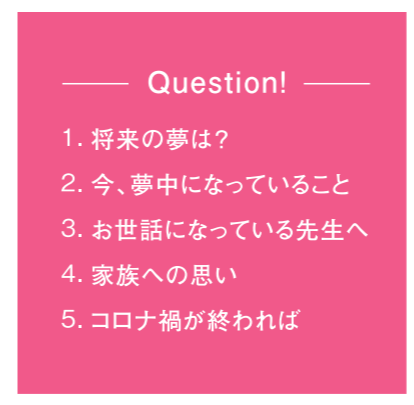 Question!
1. 将来の夢は?
2. 今、夢中になっていること
3. お世話になっている先生へ
4. 家族への思い
5. コロナ禍が終われば